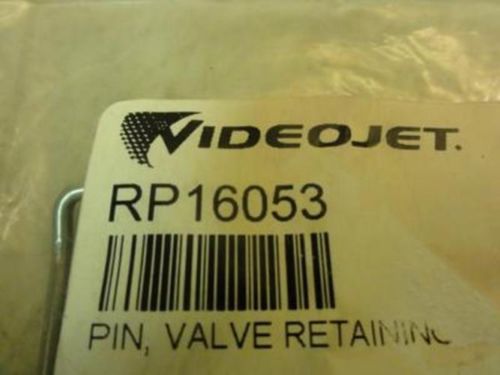 VIDEOJET.
RP16053
PIN, VALVE RETAINING